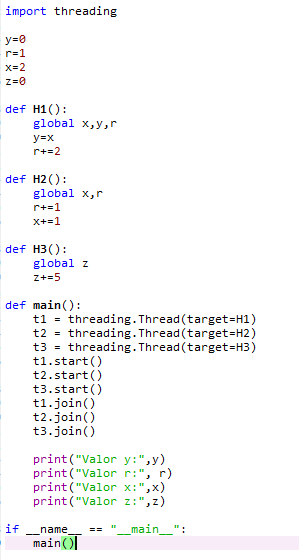 import threading

y=0
r=1
x=2
z=0

def H1():
    global x,y,r
    y=x
    r+=2

def H2():
    global x,r
    r+=1
    x+=1

def H3():
    global z
    z+=5

def main():
    t1 = threading.Thread(target=H1)
    t2 = threading.Thread(target=H2)
    t3 = threading.Thread(target=H3)
    t1.start()
    t2.start()
    t3.start()
    t1.join()
    t2.join()
    t3.join()

    print("Valor y:",y)
    print("Valor r:", r)
    print("Valor x:",x)
    print("Valor z:",z)

if __name__ == "__main__":
    main()